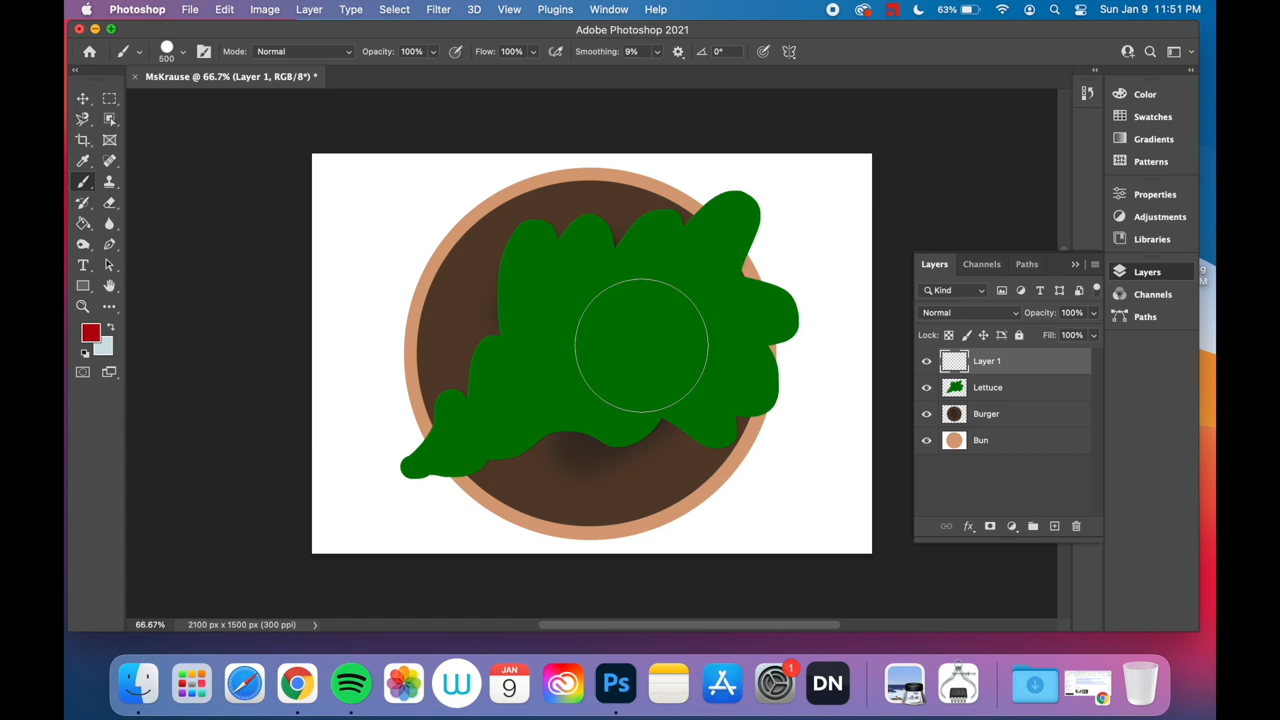 Photoshop File Edit Image Layer Type Select Filter 3D View Plugins Window Help 63% Sun Jan 9 11:51 PM
Adobe Photoshop 2021
500 Mode: Normal Opacity: 100% Flow: 100% Smoothing: 9% 0°
MsKrause @ 66.7% (Layer 1, RGB/8*) *
Color
Swatches
Gradients
Patterns
Properties
Adjustments
Libraries
Layers
Channels
Paths
Layers Channels Paths
Kind
Normal Opacity: 100%
Lock: Fill: 100%
Layer 1
Lettuce
Burger
Bun
fx
9
M
66.67% 2100 px x 1500 px (300 ppi)
JAN
9
Ps
1
DN